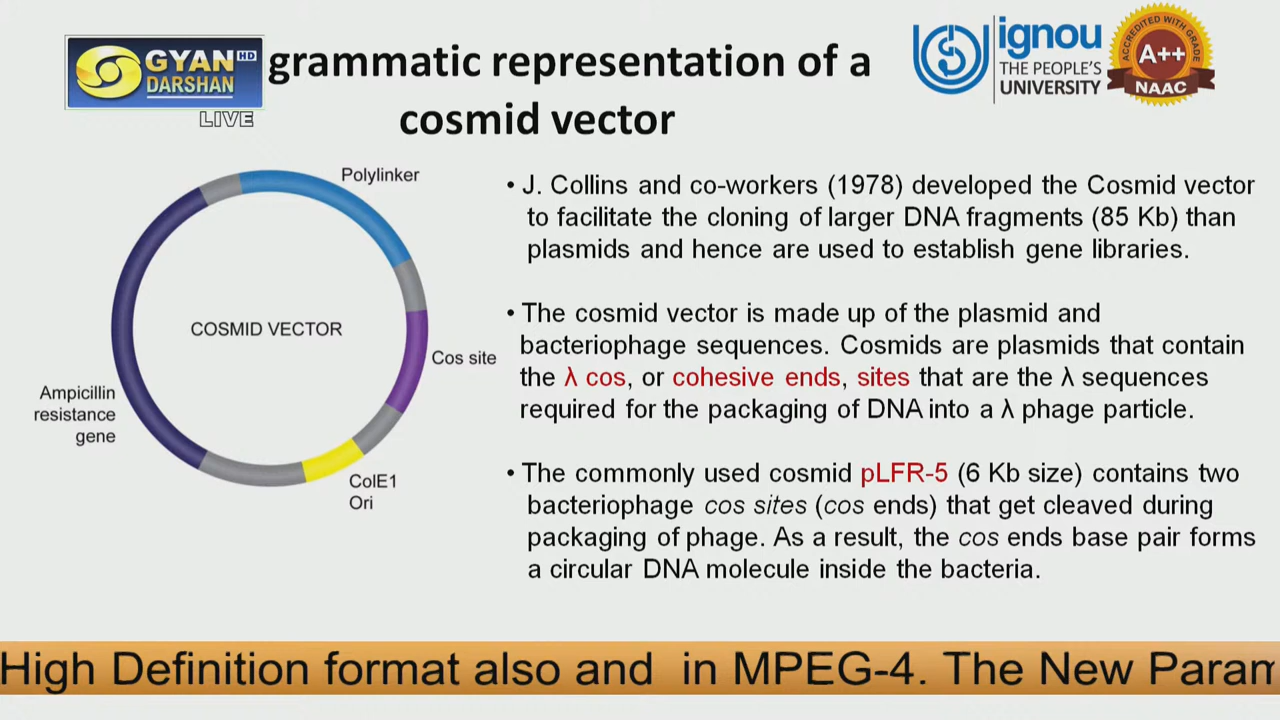 GYAN HD
DARSHAN
LIVE
grammatic representation of a
cosmid vector
ignou
THE PEOPLE'S
UNIVERSITY
ACCREDITED WITH GRADE
A++
NAAC
Polylinker
COSMID VECTOR
Cos site
Ampicillin
resistance
gene
ColE1
Ori
• J. Collins and co-workers (1978) developed the Cosmid vector
to facilitate the cloning of larger DNA fragments (85 Kb) than
plasmids and hence are used to establish gene libraries.
• The cosmid vector is made up of the plasmid and
bacteriophage sequences. Cosmids are plasmids that contain
the λ cos, or cohesive ends, sites that are the λ sequences
required for the packaging of DNA into a λ phage particle.
• The commonly used cosmid pLFR-5 (6 Kb size) contains two
bacteriophage cos sites (cos ends) that get cleaved during
packaging of phage. As a result, the cos ends base pair forms
a circular DNA molecule inside the bacteria.
High Definition format also and in MPEG-4. The New Param